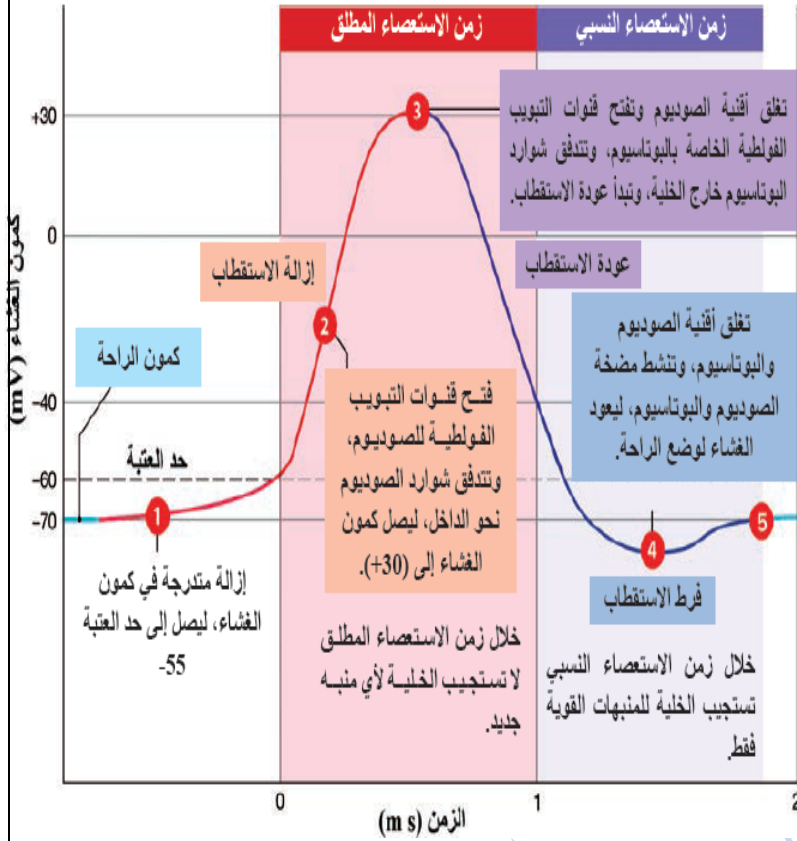 زمن الاستعصاء المطلق
زمن الاستعصاء النسبي
+30
0
-40
-60
-70
كمون الغشاء (mV)
3
تغلق أقنية الصوديوم وتفتح قنوات التبويب
الفولطية الخاصة بالبوتاسيوم، وتتدفق شوارد
البوتاسيوم خارج الخلية، وتبدأ عودة الاستقطاب.
إزالة الاستقطاب
عودة الاستقطاب
2
كمون الراحة
تغلق أقنية الصوديوم
والبوتاسيوم، وتنشط مضخة
الصوديوم والبوتاسيوم، ليعود
الغشاء لوضع الراحة.
فتح قنوات التبويب
الفولطية للصوديوم،
وتتدفق شوارد الصوديوم
نحو الداخل، ليصل كمون
الغشاء إلى (30+).
حد العتبة
1
4
5
إزالة متدرجة في كمون
الغشاء، ليصل إلى حد العتبة
-55
فرط الاستقطاب
خلال زمن الاستعصاء المطلق
لا تستجيب الخلية لأي منبه
جديد.
خلال زمن الاستعصاء النسبي
تستجيب الخلية للمنبهات القوية
فقط.
0
1
2
الزمن (m s)